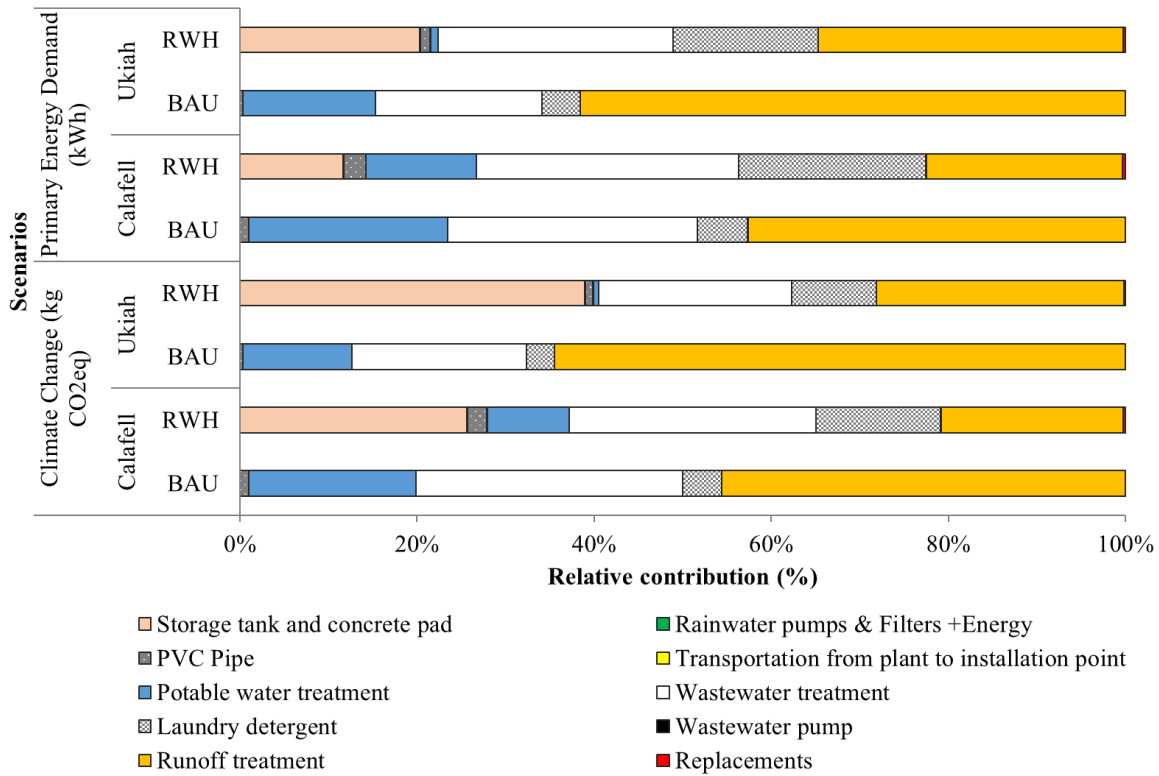 Scenarios
Primary Energy Demand
(kWh)
Ukiah
RWH
BAU
Calafell
RWH
BAU
Climate Change (kg
CO2eq)
Ukiah
RWH
BAU
Calafell
RWH
BAU
0%
20%
40%
60%
80%
100%
Relative contribution (%)
Storage tank and concrete pad
Rainwater pumps & Filters +Energy
PVC Pipe
Transportation from plant to installation point
Potable water treatment
Wastewater treatment
Laundry detergent
Wastewater pump
Runoff treatment
Replacements